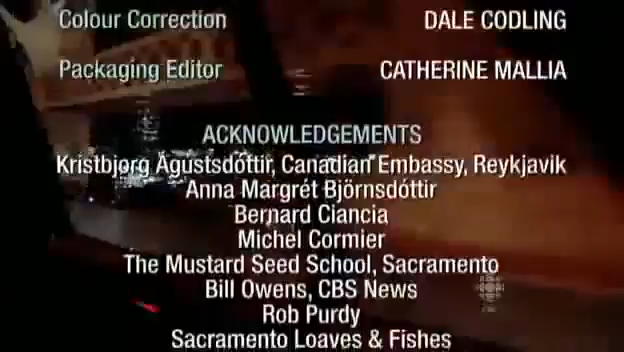 Colour Correction DALE CODLING
Packaging Editor CATHERINE MALLIA
ACKNOWLEDGEMENTS
Kristbjorg Ágústsdóttir, Canadian Embassy, Reykjavik
Anna Margrét Björnsdóttir
Bernard Ciancia
Michel Cormier
The Mustard Seed School, Sacramento
Bill Owens, CBS News
Rob Purdy
Sacramento Loaves & Fishes